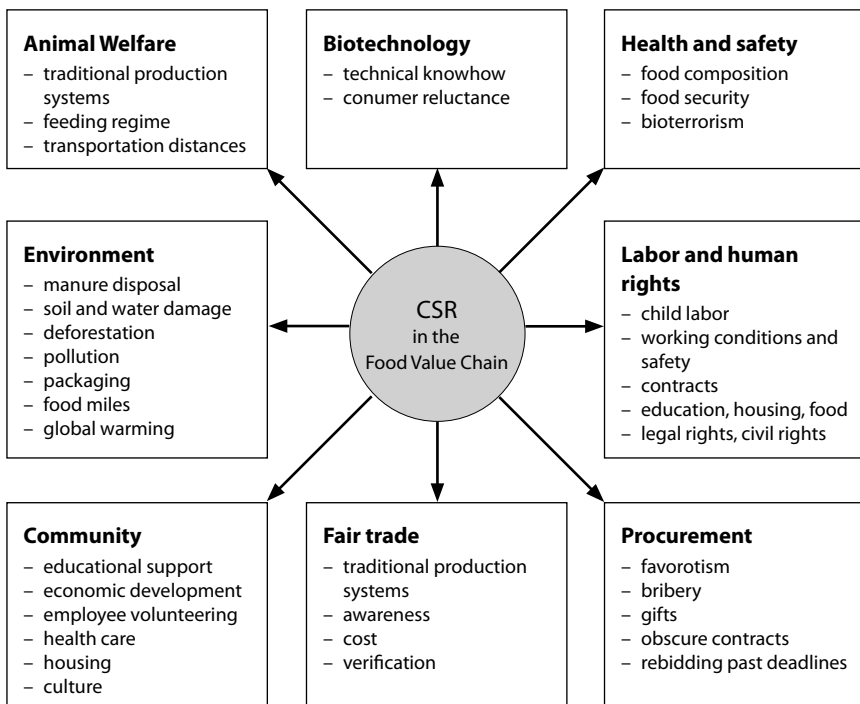 Animal Welfare
– traditional production
systems
– feeding regime
– transportation distances
Biotechnology
– technical knowhow
– conumer reluctance
Health and safety
– food composition
– food security
– bioterrorism
Environment
– manure disposal
– soil and water damage
– deforestation
– pollution
– packaging
– food miles
– global warming
CSR
in the
Food Value Chain
Labor and human
rights
– child labor
– working conditions and
safety
– contracts
– education, housing, food
– legal rights, civil rights
Community
– educational support
– economic development
– employee volunteering
– health care
– housing
– culture
Fair trade
– traditional production
systems
– awareness
– cost
– verification
Procurement
– favorotism
– bribery
– gifts
– obscure contracts
– rebidding past deadlines